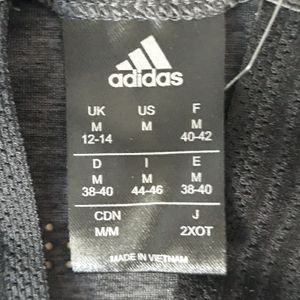 adidas
UK US F
M M M
12-14 40-42
D I E
M M M
38-40 44-46 38-40
CDN J
M/M 2XOT
MADE IN VIETNAM